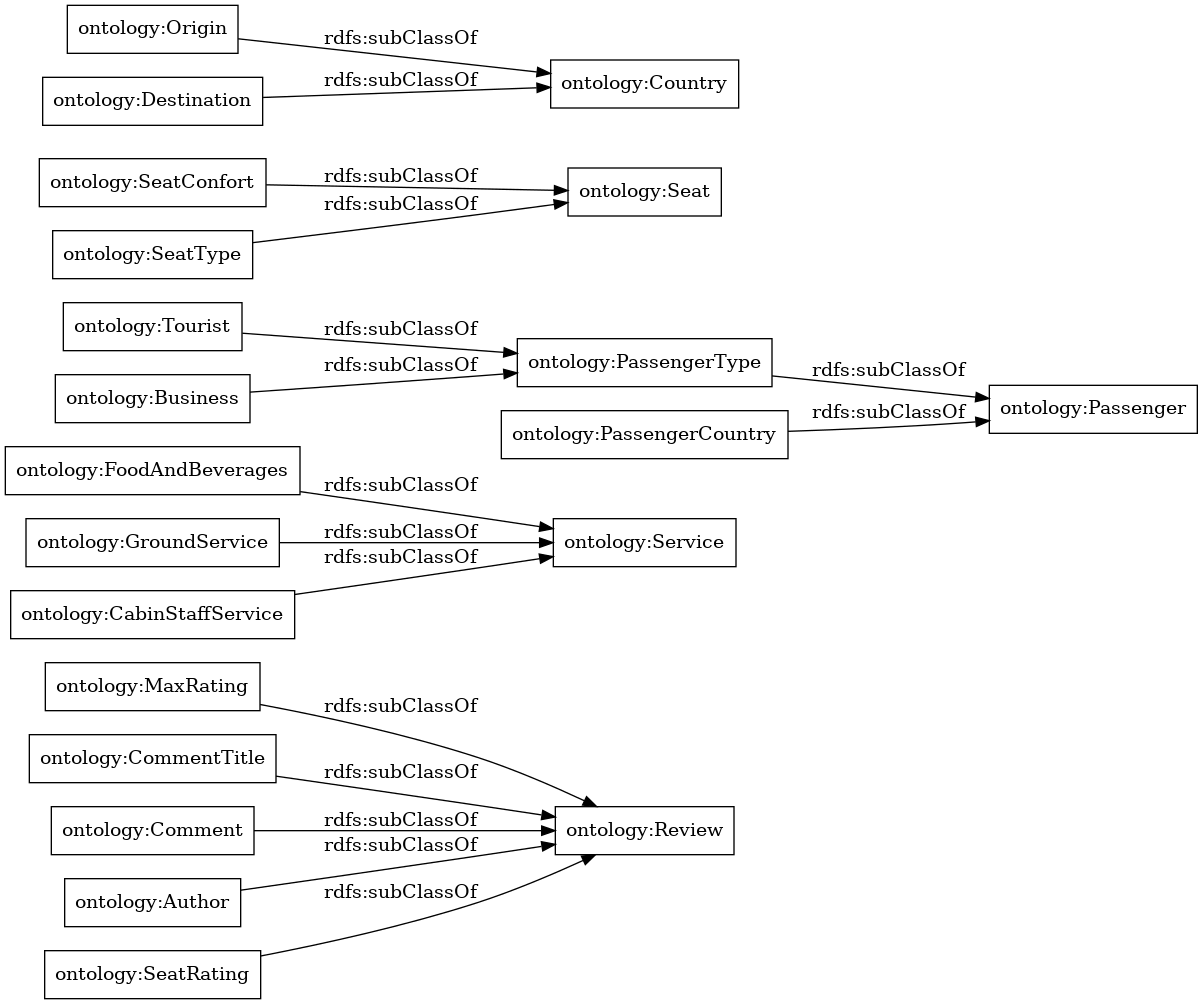 ontology:Origin
rdfs:subClassOf
ontology:Country
rdfs:subClassOf
ontology:Destination
ontology:SeatConfort
rdfs:subClassOf
ontology:Seat
rdfs:subClassOf
ontology:SeatType
ontology:Tourist
rdfs:subClassOf
ontology:PassengerType
rdfs:subClassOf
ontology:Business
rdfs:subClassOf
ontology:Passenger
rdfs:subClassOf
ontology:PassengerCountry
ontology:FoodAndBeverages
rdfs:subClassOf
ontology:GroundService
rdfs:subClassOf
ontology:Service
rdfs:subClassOf
ontology:CabinStaffService
ontology:MaxRating
rdfs:subClassOf
ontology:CommentTitle
rdfs:subClassOf
ontology:Comment
rdfs:subClassOf
ontology:Review
rdfs:subClassOf
ontology:Author
rdfs:subClassOf
ontology:SeatRating